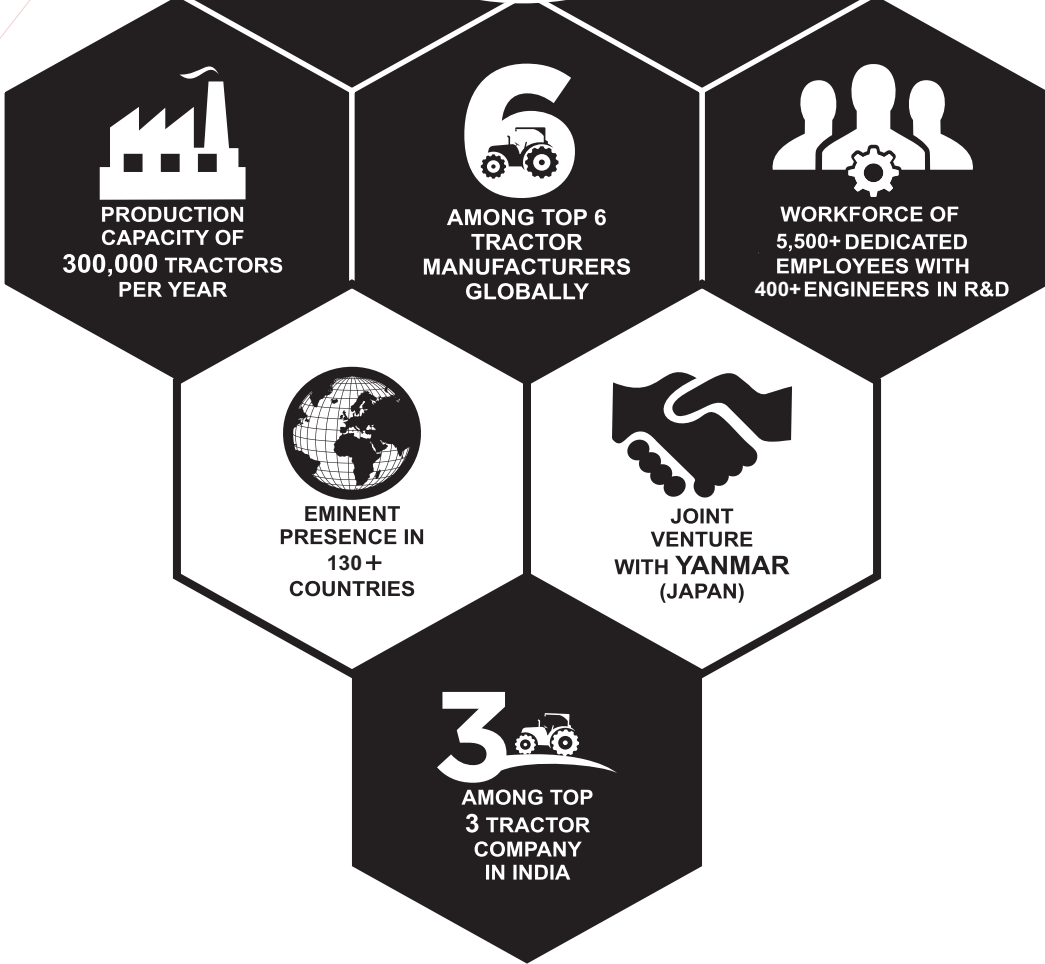 PRODUCTION
CAPACITY OF
300,000 TRACTORS
PER YEAR
6
AMONG TOP 6
TRACTOR
MANUFACTURERS
GLOBALLY
WORKFORCE OF
5,500+ DEDICATED
EMPLOYEES WITH
400+ ENGINEERS IN R&D
EMINENT
PRESENCE IN
130+
COUNTRIES
JOINT
VENTURE
WITH YANMAR
(JAPAN)
3
AMONG TOP
3 TRACTOR
COMPANY
IN INDIA